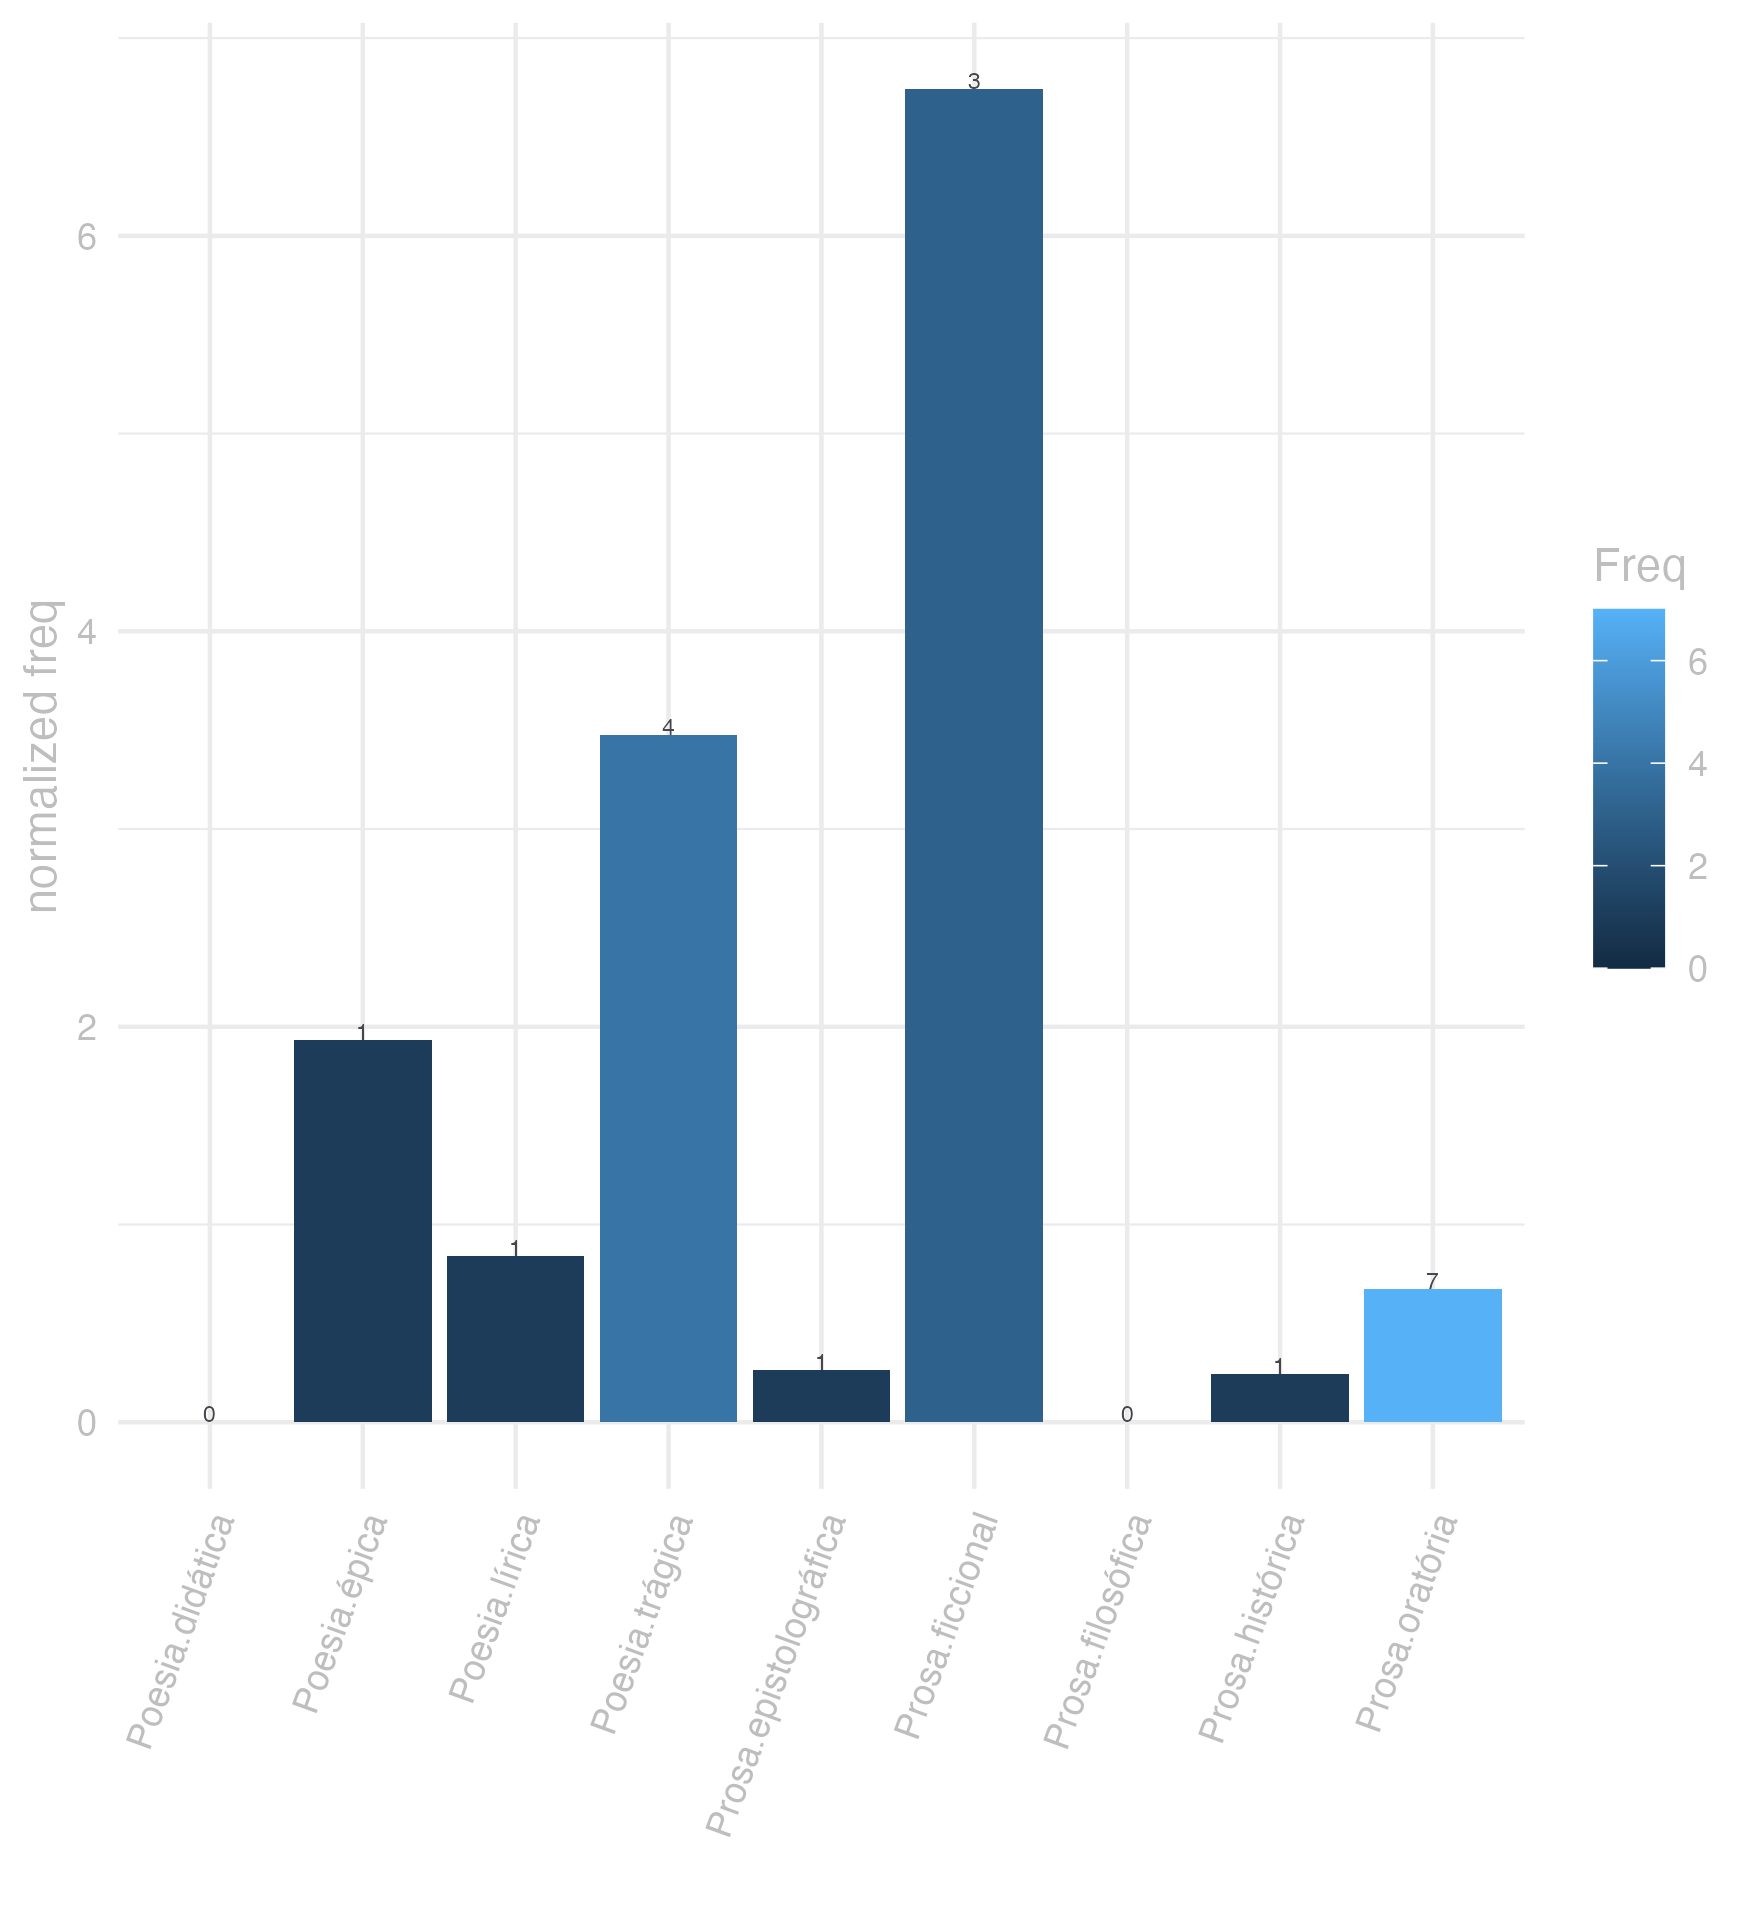 3
6
4
4
2
1
1
7
1
1
0
0
0
normalized freq
Poesia.didática
Poesia.épica
Poesia.lírica
Poesia.trágica
Prosa.epistolográfica
Prosa.ficcional
Prosa.filosófica
Prosa.histórica
Prosa.oratória
Freq
6
4
2
0